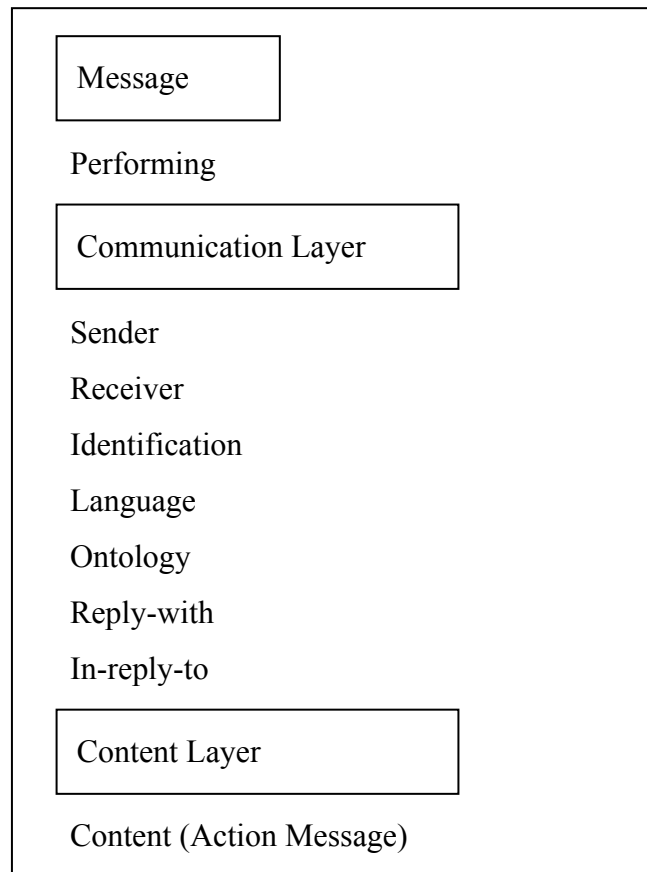 Message
Performing
Communication Layer
Sender
Receiver
Identification
Language
Ontology
Reply-with
In-reply-to
Content Layer
Content (Action Message)